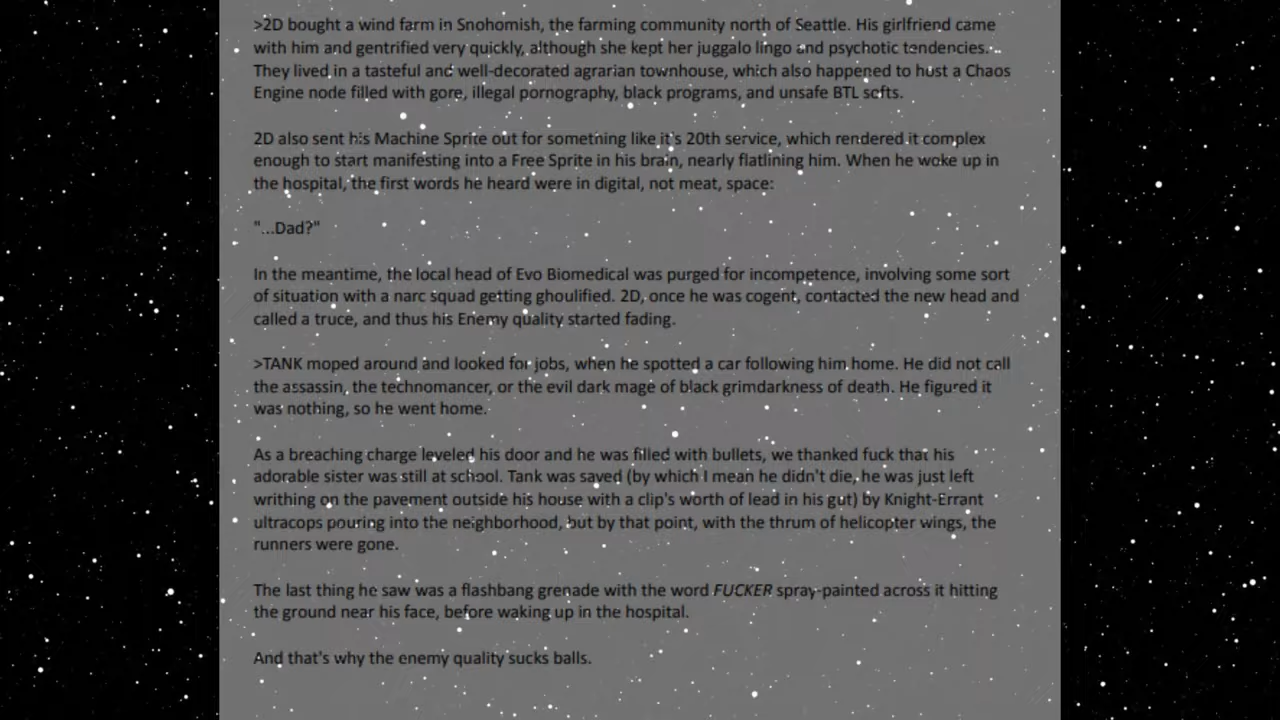 >2D bought a wind farm in Snohomish, the farming community north of Seattle. His girlfriend came
with him and gentrified very quickly, although she kept her juggalo lingo and psychotic tendencies.
They lived in a tasteful and well-decorated agrarian townhouse, which also happened to host a Chaos
Engine node filled with gore, illegal pornography, black programs, and unsafe BTL softs.
2D also sent his Machine Sprite out for something like it's 20th service, which rendered it complex
enough to start manifesting into a Free Sprite in his brain, nearly flatlining him. When he woke up in
the hospital, the first words he heard were in digital, not meat, space:
"...Dad?"
In the meantime, the local head of Evo Biomedical was purged for incompetence, involving some sort
of situation with a narc squad getting ghoulified. 2D, once he was cogent, contacted the new head and
called a truce, and thus his Enemy quality started fading.
>TANK moped around and looked for jobs, when he spotted a car following him home. He did not call
the assassin, the technomancer, or the evil dark mage of black grimdarkness of death. He figured it
was nothing, so he went home.
As a breaching charge leveled his door and he was filled with bullets, we thanked fuck that his
adorable sister was still at school. Tank was saved (by which I mean he didn't die, he was just left
writhing on the pavement outside his house with a clip's worth of lead in his gut) by Knight-Errant
ultracops pouring into the neighborhood, but by that point, with the thrum of helicopter wings, the
runners were gone.
The last thing he saw was a flashbang grenade with the word FUCKER spray-painted across it hitting
the ground near his face, before waking up in the hospital.
And that's why the enemy quality sucks balls.